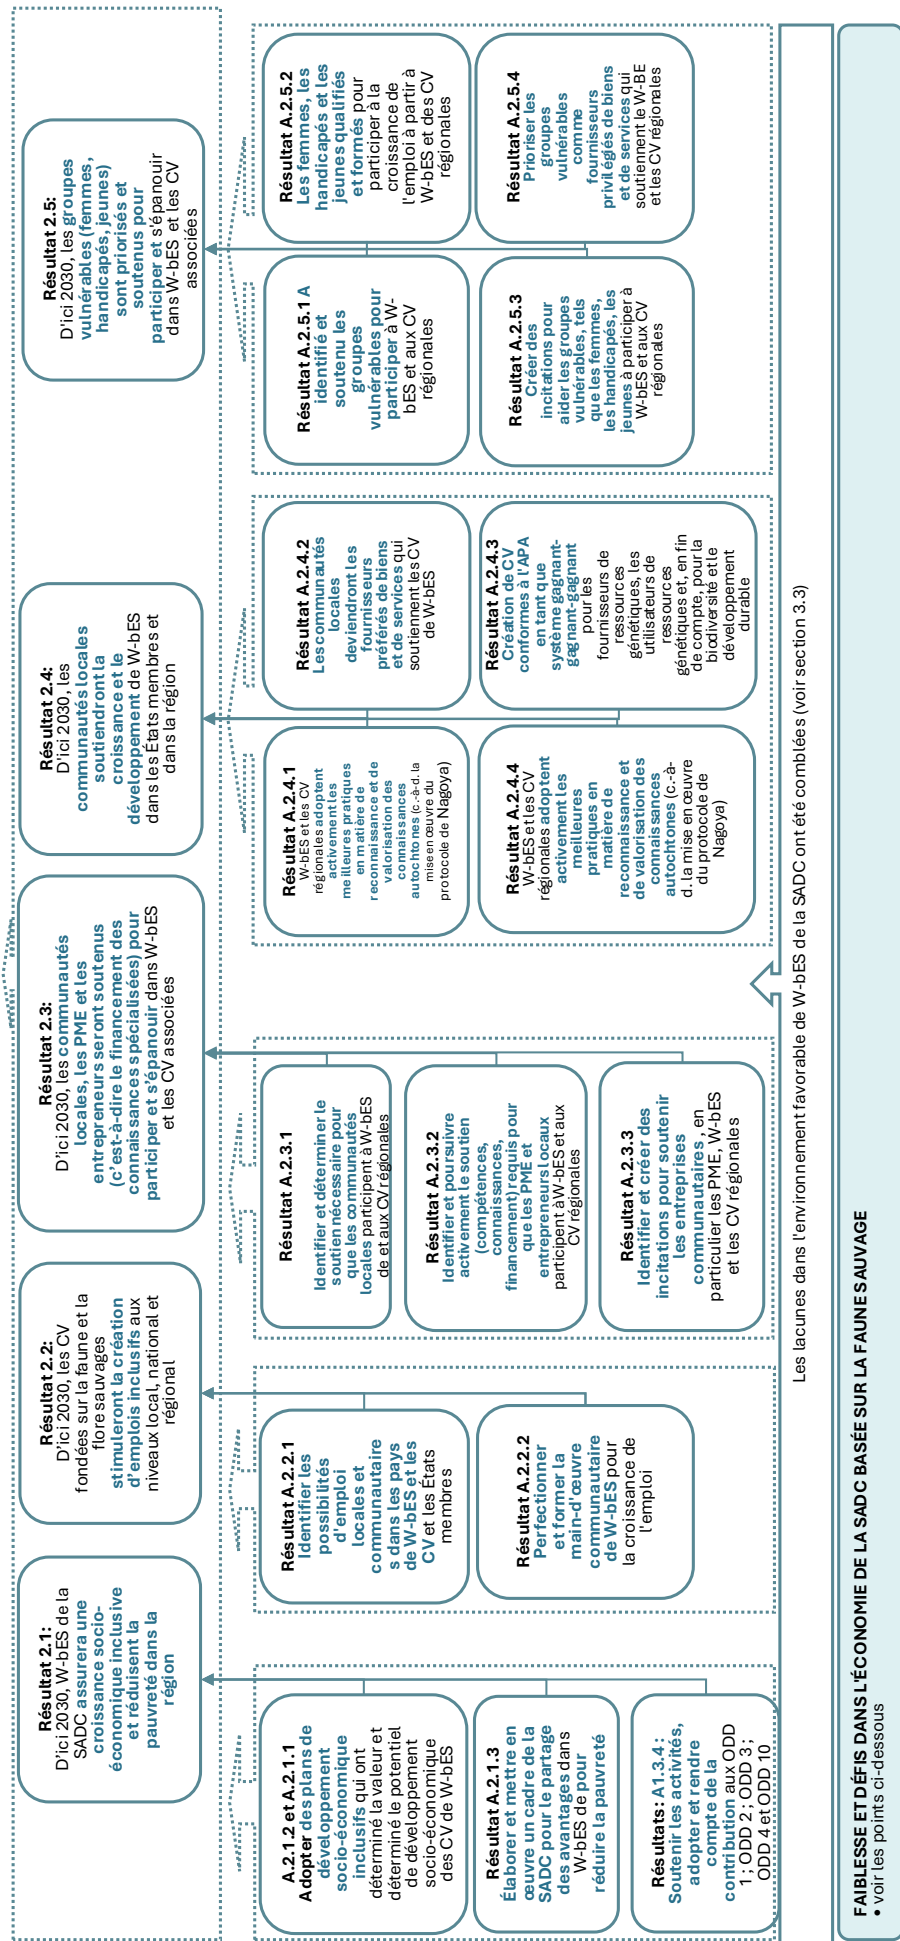 Résultat 2.1:
D'ici 2030, W-bES de la
SADC assurera une
croissance socio-
économique inclusive
et réduisent la
pauvreté dans la
région
Résultat 2.2:
D'ici 2030, les CV
fondées sur la faune et la
flore sauvages
stimuleront la création
d'emplois inclusifs aux
niveaux local, national et
régional
Résultat 2.3:
D'ici 2030, les communautés
locales, les PME et les
entrepreneurs seront soutenus
(c'est-à-dire le financement des
connaissances spécialisées) pour
participer et s'épanouir dans W-bES
et les CV associées
Résultat 2.4:
D'ici 2030, les
communautés locales
soutiendront la
croissance et le
développement de W-bES
dans les États membres et
dans la région
Résultat 2.5:
D'ici 2030, les groupes
vulnérables (femmes,
handicapés, jeunes)
sont priorisés et
soutenus pour
participer et s'épanouir
dans W-bES et les CV
associées
A.2.1.2 et A.2.1.1
Adopter des plans de
développement
socio-économique
inclusifs qui ont
déterminé la valeur et
déterminé le potentiel
de développement
socio-économique
des CV de W-bES
Résultat A.2.1.3
Élaborer et mettre en
œuvre un cadre de la
SADC pour le partage
des avantages dans
W-bES de pour
réduire la pauvreté
Résultats: A1.3.4 :
Soutenir les activités,
adopter et rendre
compte de la
contribution aux ODD
1 ; ODD 2 ; ODD 3 ;
ODD 4 et ODD 10
Résultat A.2.2.1
Identifier les
possibilités
d'emploi
locales et
communautaire
s dans les pays
de W-bES et les
CV et les États
membres
Résultat A.2.2.2
Perfectionner
et former la
main-d'œuvre
communautaire
de W-bES pour
la croissance de
l'emploi
Résultat A.2.3.1
Identifier et déterminer le
soutien nécessaire pour
que les communautés
locales participent à W-bES
de et aux CV régionales
Résultat A.2.3.2
Identifier et poursuivre
activement le soutien
(compétences,
connaissances,
financement) requis pour
que les PME et
entrepreneurs locaux
participent à W-bES et aux
CV régionales
Résultat A.2.3.3
Identifier et créer des
incitations pour soutenir
les entreprises
communautaires , en
particulier les PME, W-bES
et les CV régionales
Résultat A.2.4.1
W-bES et les CV
régionales adoptent
activement les
meilleures pratiques
en matière de
reconnaissance et de
valorisation des
connaissances
autochtones (c.-à-d. la
mise en œuvre du
protocole de Nagoya)
Résultat A.2.4.2
Les communautés
locales
deviendront les
fournisseurs
préférés de biens
et de services qui
soutiennent les CV
de W-bES
Résultat A.2.4.4
W-bES et les CV
régionales adoptent
activement les
meilleures
pratiques en
matière de
reconnaissance et
de valorisation des
connaissances
autochtones (c.-à-
d. la mise en œuvre
du protocole de
Nagoya)
Résultat A.2.4.3
Création de CV
conformes à l'APA
en tant que
système gagnant-
gagnant-gagnant
pour les
fournisseurs de
ressources
génétiques, les
utilisateurs de
ressources
génétiques et, en fin
de compte, pour la
biodiversité et le
développement
durable
Résultat A.2.5.1 A
identifié et
soutenu les
groupes
vulnérables pour
participer à W-
bES et aux CV
régionales
Résultat A.2.5.2
Les femmes, les
handicapés et les
jeunes qualifiés
et formés pour
participer à la
croissance de
l'emploi à partir à
W-bES et des CV
régionales
Résultat A.2.5.3
Créer des
incitations pour
aider les groupes
vulnérables, tels
que les femmes,
les handicapés, les
jeunes à participer à
W-bES et aux CV
régionales
Résultat A.2.5.4
Prioriser les
groupes
vulnérables
comme
fournisseurs
privilégiés de biens
et de services qui
soutiennent le W-BE
et les CV régionales
Les lacunes dans l'environnement favorable de W-bES de la SADC ont été comblées (voir section 3.3)
FAIBLESSE ET DÉFIS DANS L'ÉCONOMIE DE LA SADC BASÉE SUR LA FAUNE SAUVAGE
• voir les points ci-dessous